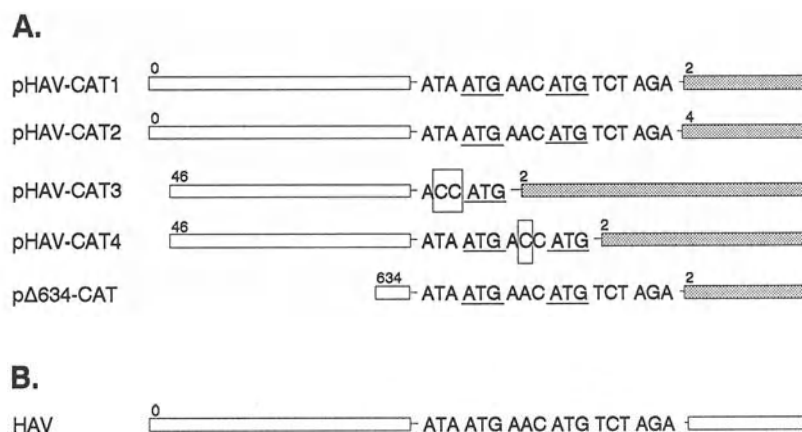 A.
0 2
pHAV-CAT1 ATA ATG AAC ATG TCT AGA
0 4
pHAV-CAT2 ATA ATG AAC ATG TCT AGA
46 2
pHAV-CAT3 ACC ATG
46 2
pHAV-CAT4 ATA ATG ACC ATG
634 2
pΔ634-CAT ATA ATG AAC ATG TCT AGA
B.
0
HAV ATA ATG AAC ATG TCT AGA